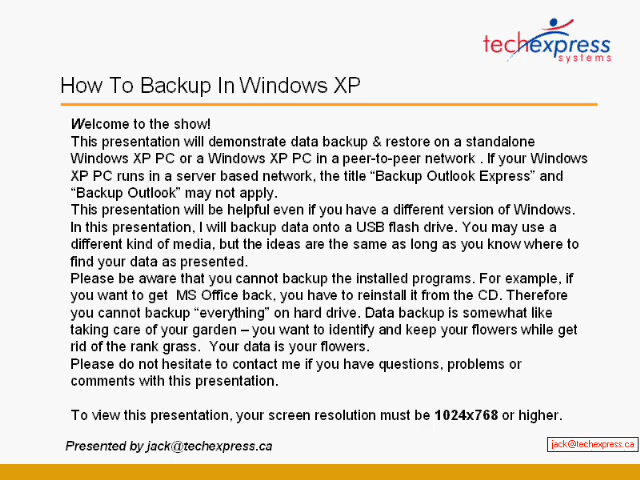 techexpress
systems
How To Backup In Windows XP
Welcome to the show!
This presentation will demonstrate data backup & restore on a standalone
Windows XP PC or a Windows XP PC in a peer-to-peer network . If your Windows
XP PC runs in a server based network, the title “Backup Outlook Express” and
“Backup Outlook” may not apply.
This presentation will be helpful even if you have a different version of Windows.
In this presentation, I will backup data onto a USB flash drive. You may use a
different kind of media, but the ideas are the same as long as you know where to
find your data as presented.
Please be aware that you cannot backup the installed programs. For example, if
you want to get  MS Office back, you have to reinstall it from the CD. Therefore
you cannot backup “everything” on hard drive. Data backup is somewhat like
taking care of your garden – you want to identify and keep your flowers while get
rid of the rank grass.  Your data is your flowers.
Please do not hesitate to contact me if you have questions, problems or
comments with this presentation.
To view this presentation, your screen resolution must be 1024x768 or higher.
Presented by jack@techexpress.ca
jack@techexpress.ca